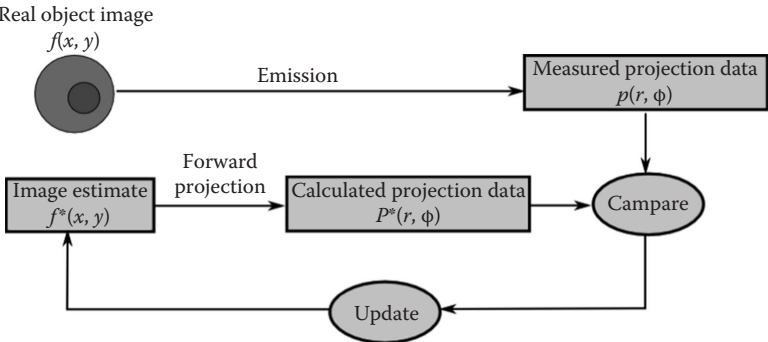 Real object image
f(x, y)
Emission
Measured projection data
p(r, ϕ)
Forward
projection
Image estimate
f*(x, y)
Calculated projection data
P*(r, ϕ)
Campare
Update